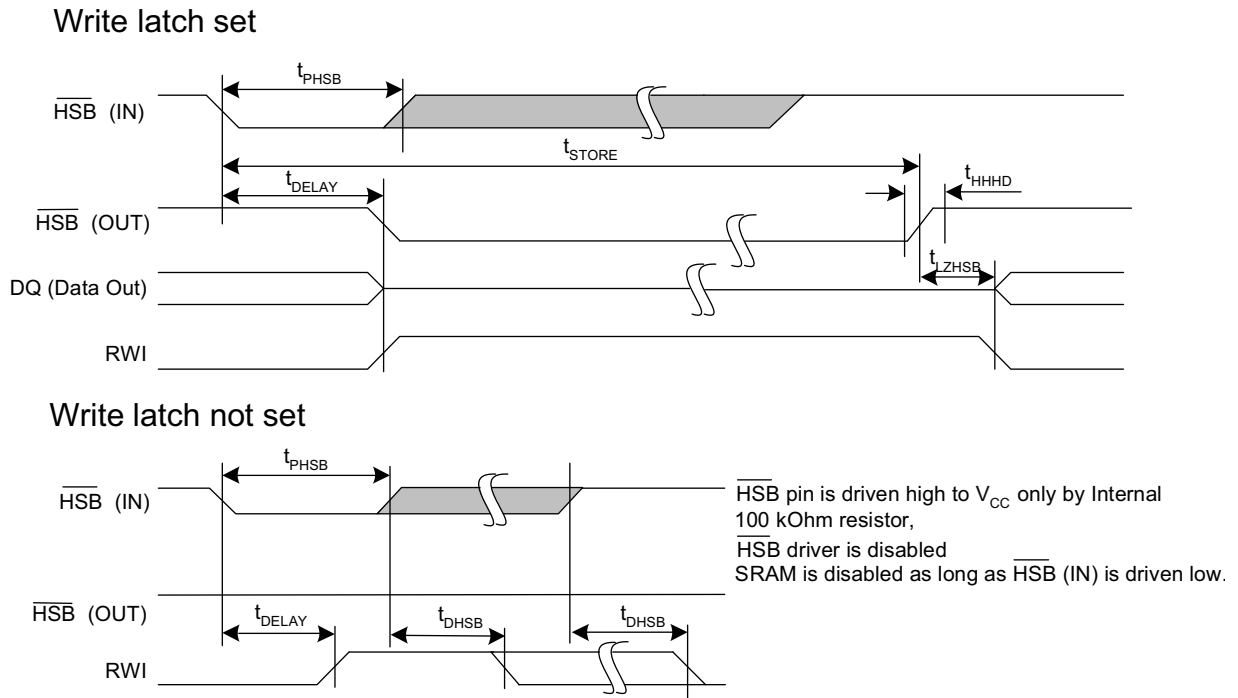 Write latch set
tPHSB
HSB (IN)
tSTORE
tDELAY
tHHHD
HSB (OUT)
tLZHSB
DQ (Data Out)
RWI
Write latch not set
tPHSB
HSB (IN)
HSB pin is driven high to VCC only by Internal
100 kOhm resistor,
HSB driver is disabled
SRAM is disabled as long as HSB (IN) is driven low.
HSB (OUT)
tDELAY
tDHSB
tDHSB
RWI